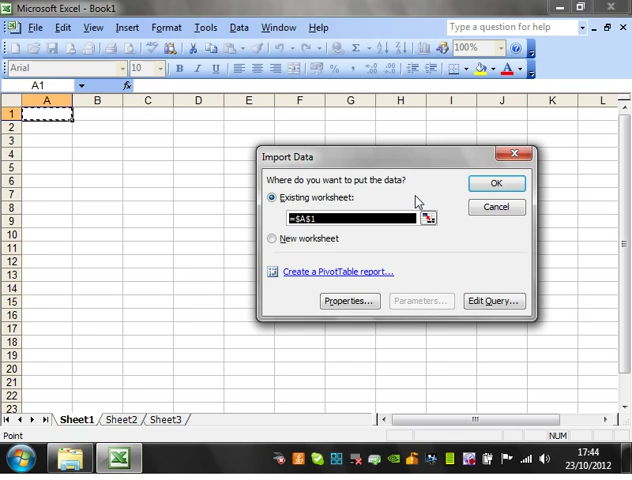 Microsoft Excel - Book1
File Edit View Insert Format Tools Data Window Help Type a question for help
100%
Arial 10 B I U A
A1 fx
A B C D E F G H I J K L
1
2
3
4
5
6
7
8
9
10
11
12
13
14
15
16
17
18
19
20
21
22
23
Import Data
Where do you want to put the data?
Existing worksheet:
=$A$1
New worksheet
Create a PivotTable report...
OK
Cancel
Properties... Parameters... Edit Query...
Sheet1 Sheet2 Sheet3
Point NUM
17:44
23/10/2012